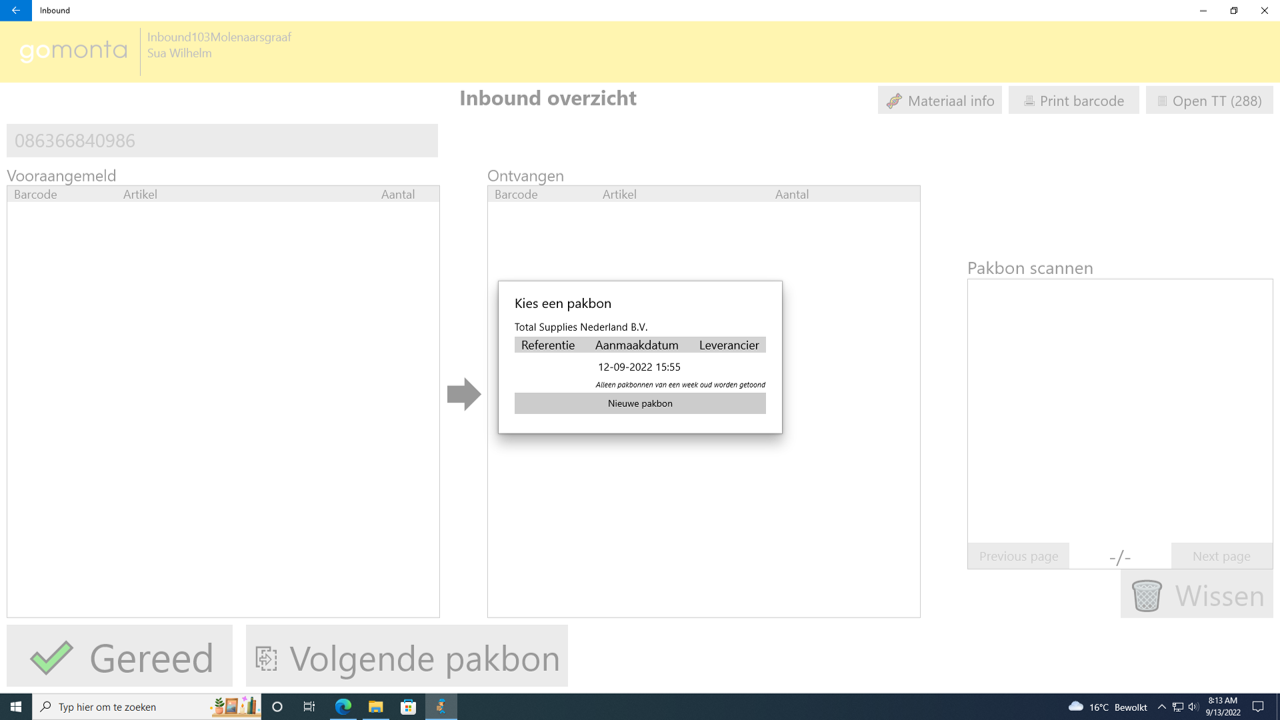 Inbound
gomonta
Inbound103Molenaarsgraaf
Sua Wilhelm
Inbound overzicht
Materiaal info
Print barcode
Open TT (288)
086366840986
Vooraangemeld
Barcode Artikel Aantal
Ontvangen
Barcode Artikel Aantal
Pakbon scannen
Kies een pakbon
Total Supplies Nederland B.V.
Referentie Aanmaakdatum Leverancier
12-09-2022 15:55
Alleen pakbonnen van een week oud worden getoond
Nieuwe pakbon
Previous page -/- Next page
Wissen
Gereed
Volgende pakbon
Typ hier om te zoeken
16°C Bewolkt
8:13 AM
9/13/2022